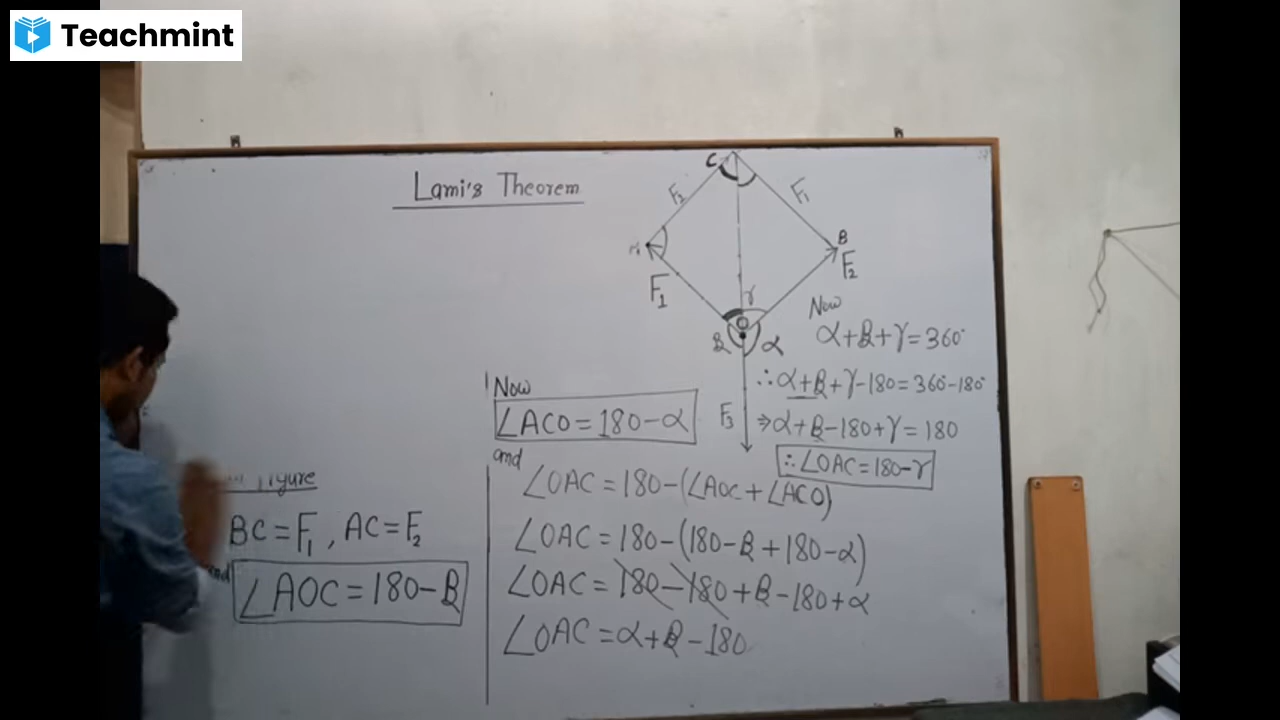 Teachmint
Lami's Theorem
C
F₂
F₁
B
F₁
F₂
γ
O
β
α
F₃
Now
α+β+γ=360°
∴ α+β+γ-180=360°-180°
⇒α+β-180+γ=180
∴∠OAC=180-γ
Figure
BC=F₁, AC=F₂
and
∠AOC=180-β
Now
∠ACO=180-α
and
∠OAC=180-(∠AOC+∠ACO)
∠OAC=180-(180-β+180-α)
∠OAC=180-180+β-180+α
∠OAC=α+β-180